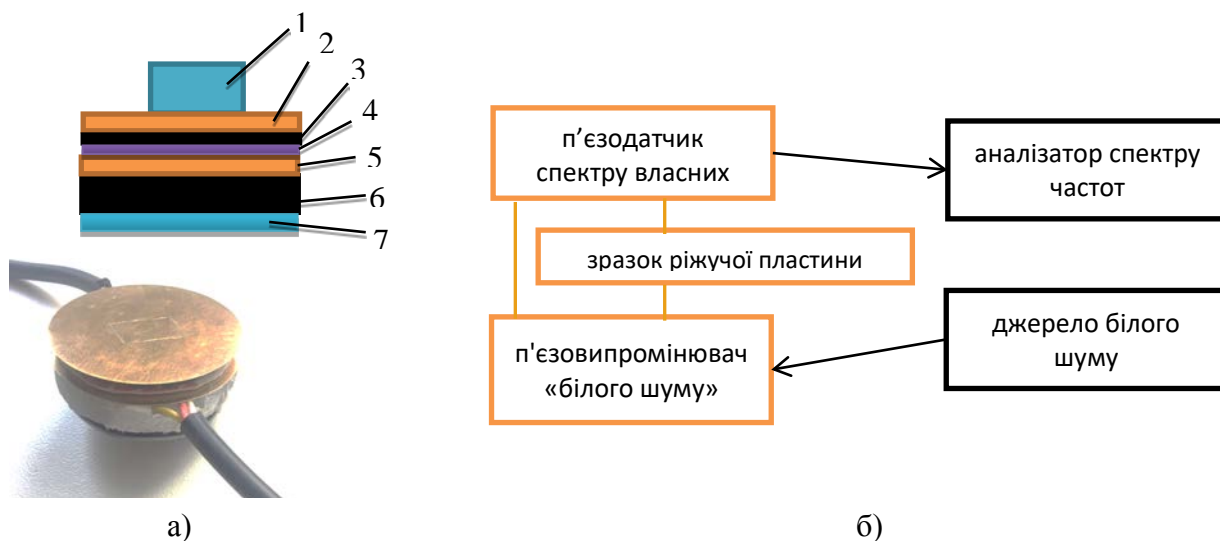 1
2
3
4
5
6
7
п’єзодатчик
спектру власних
аналізатор спектру
частот
зразок ріжучої пластини
п'єзовипромінювач
«білого шуму»
джерело білого
шуму
а)
б)